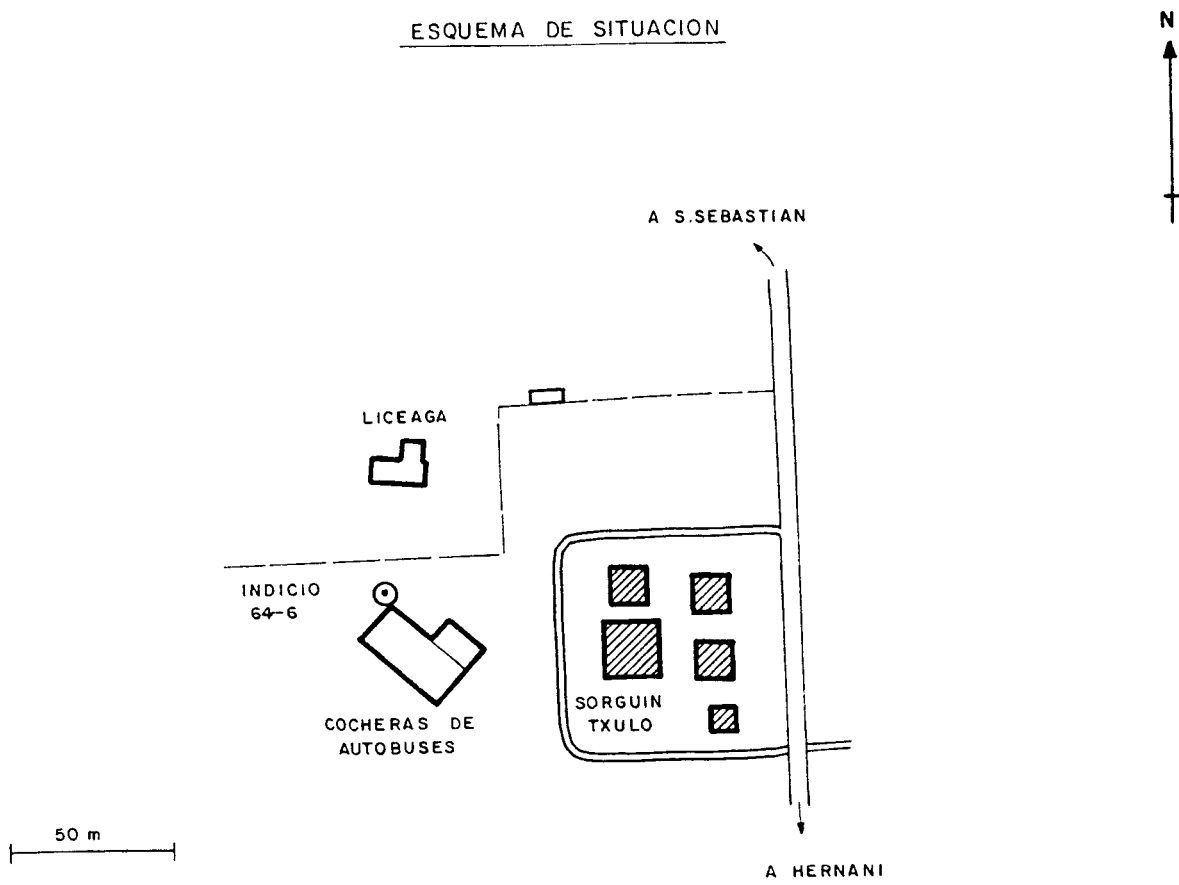 ESQUEMA DE SITUACION
N
A S.SEBASTIAN
LICEAGA
INDICIO
64-6
SORGUIN
TXULO
COCHERAS DE
AUTOBUSES
50 m
A HERNANI